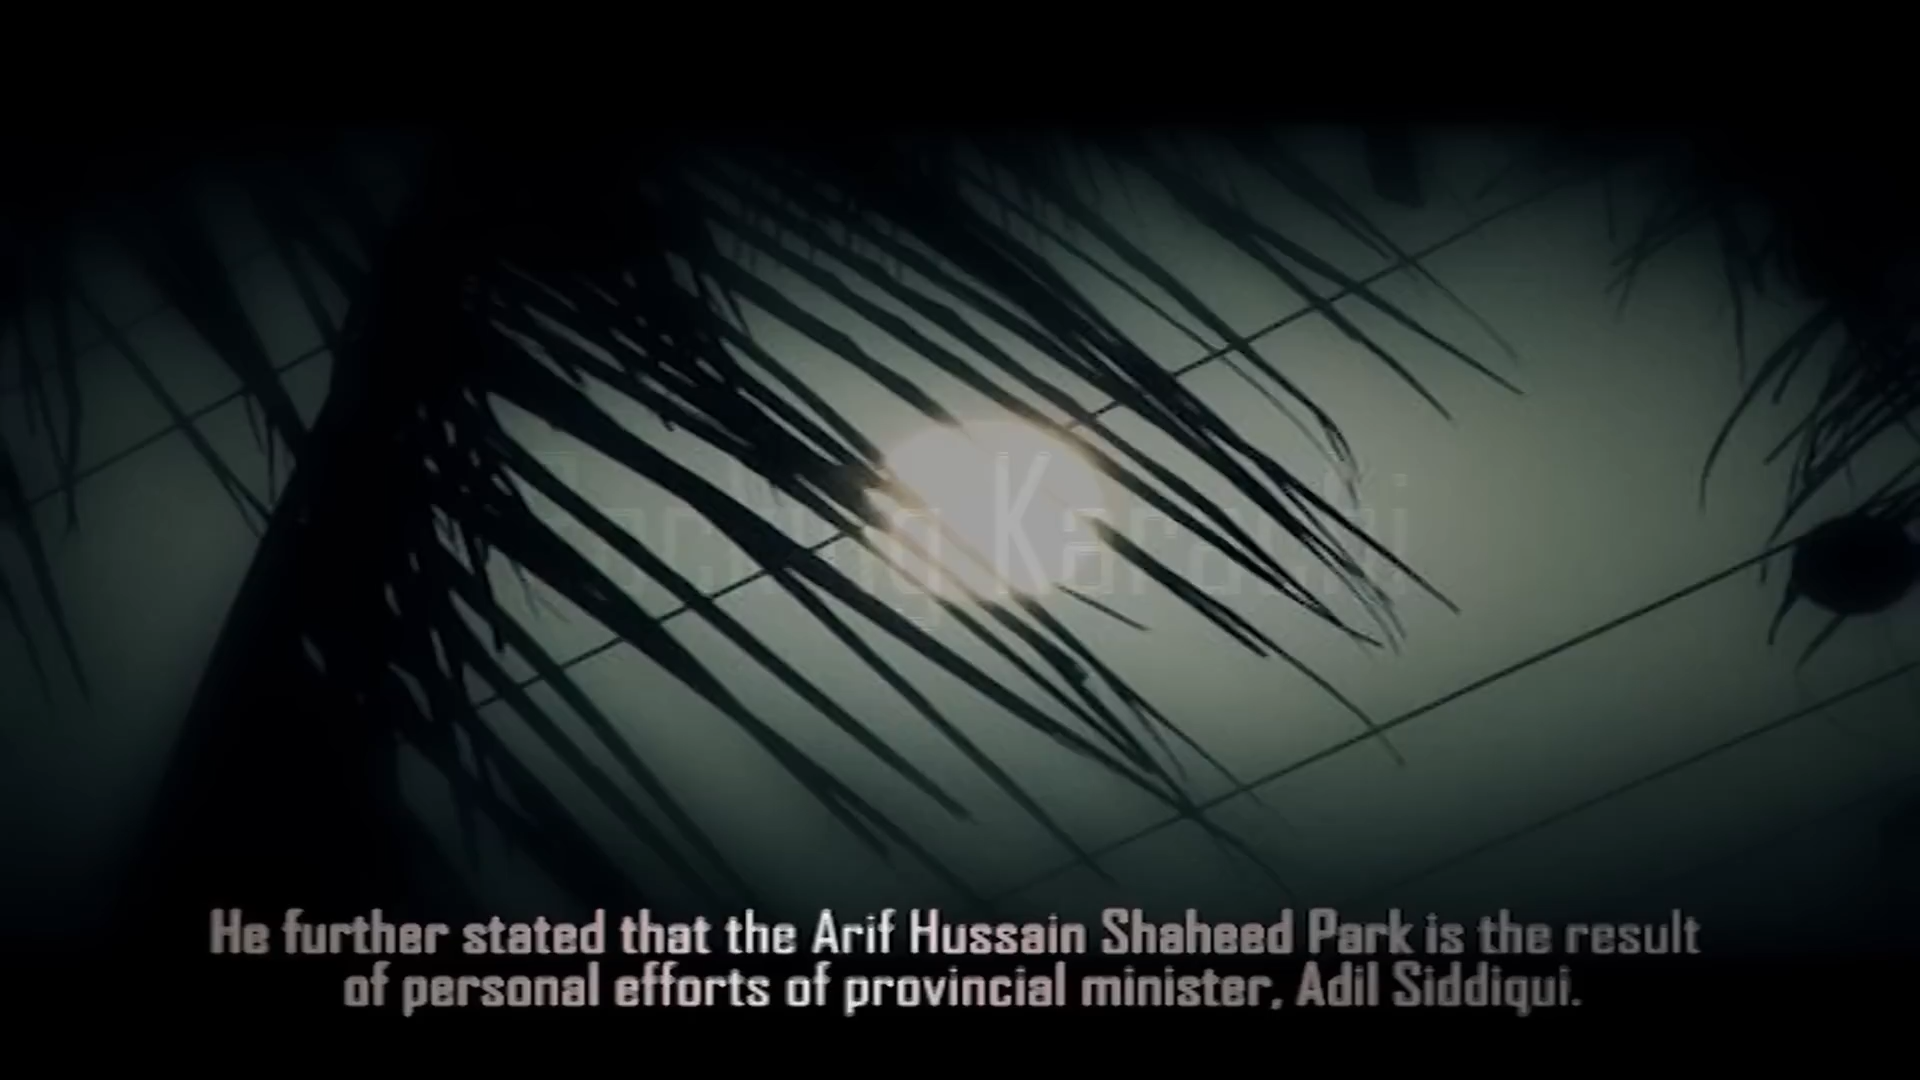 Karachi
He further stated that the Arif Hussain Shaheed Park is the result
of personal efforts of provincial minister, Adil Siddiqui.